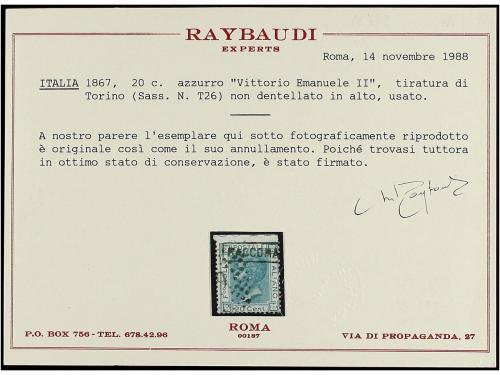 RAYBAUDI
EXPERTS
Roma, 14 novembre 1988
ITALIA 1867, 20 c. azzurro "Vittorio Emanuele II", tiratura di
Torino (Sass. N. T26) non dentellato in alto, usato.
A nostro parere l'esemplare qui sotto fotograficamente riprodotto
è originale così come il suo annullamento. Poiché trovasi tuttora
in ottimo stato di conservazione, è stato firmato.
20 Cent
P.O. BOX 756 - TEL. 678.42.96
ROMA
00187
VIA DI PROPAGANDA, 27